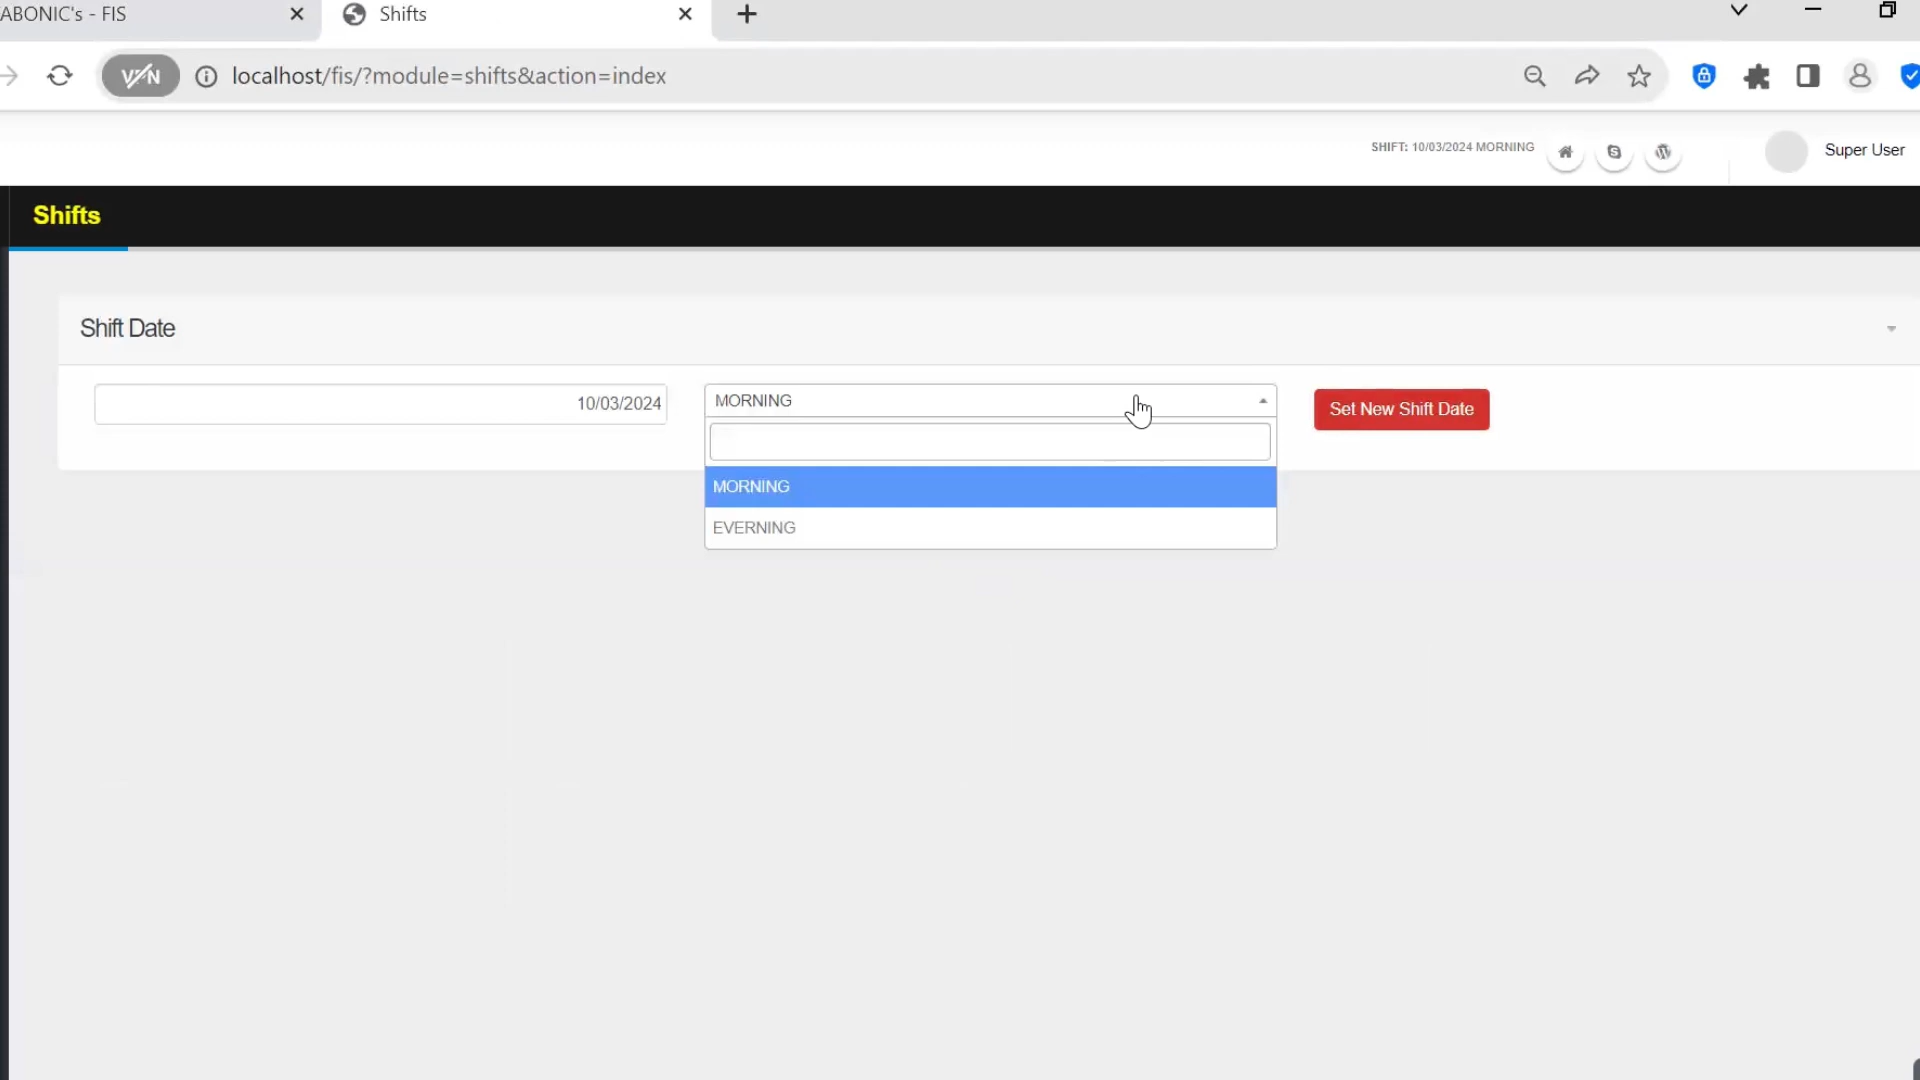 ABONIC's - FIS
Shifts
VPN
localhost/fis/?module=shifts&action=index
SHIFT: 10/03/2024 MORNING
Super User
Shifts
Shift Date
10/03/2024
MORNING
Set New Shift Date
MORNING
EVERNING